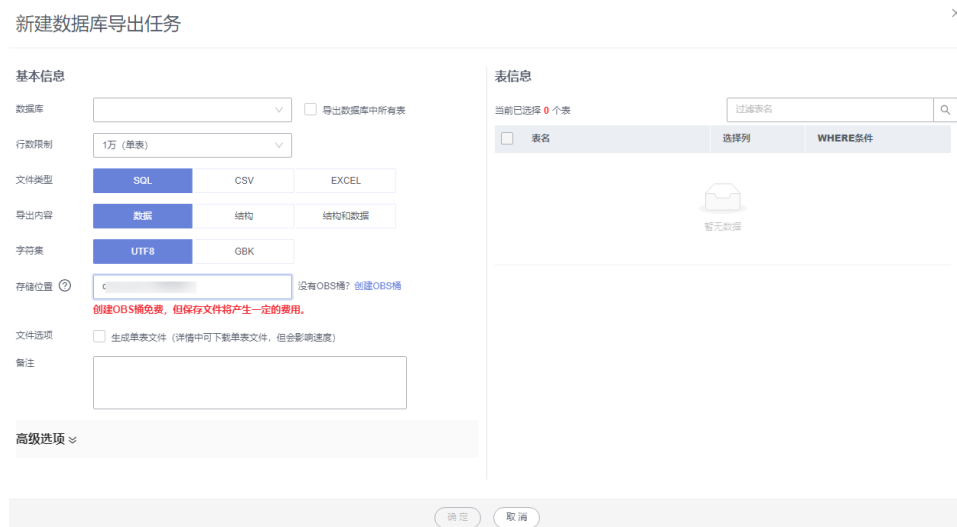 新建数据库导出任务
基本信息
数据库
导出数据库中所有表
行数限制
1万（单表）
文件类型
SQL CSV EXCEL
导出内容
数据 结构 结构和数据
字符集
UTF8 GBK
存储位置
没有OBS桶？创建OBS桶
创建OBS桶免费，但保存文件将产生一定的费用。
文件选项
生成单表文件（详情中可下载单表文件，但会影响速度）
备注
高级选项
表信息
当前已选择 0 个表
过滤表名
表名 选择列 WHERE条件
暂无数据
确定 取消